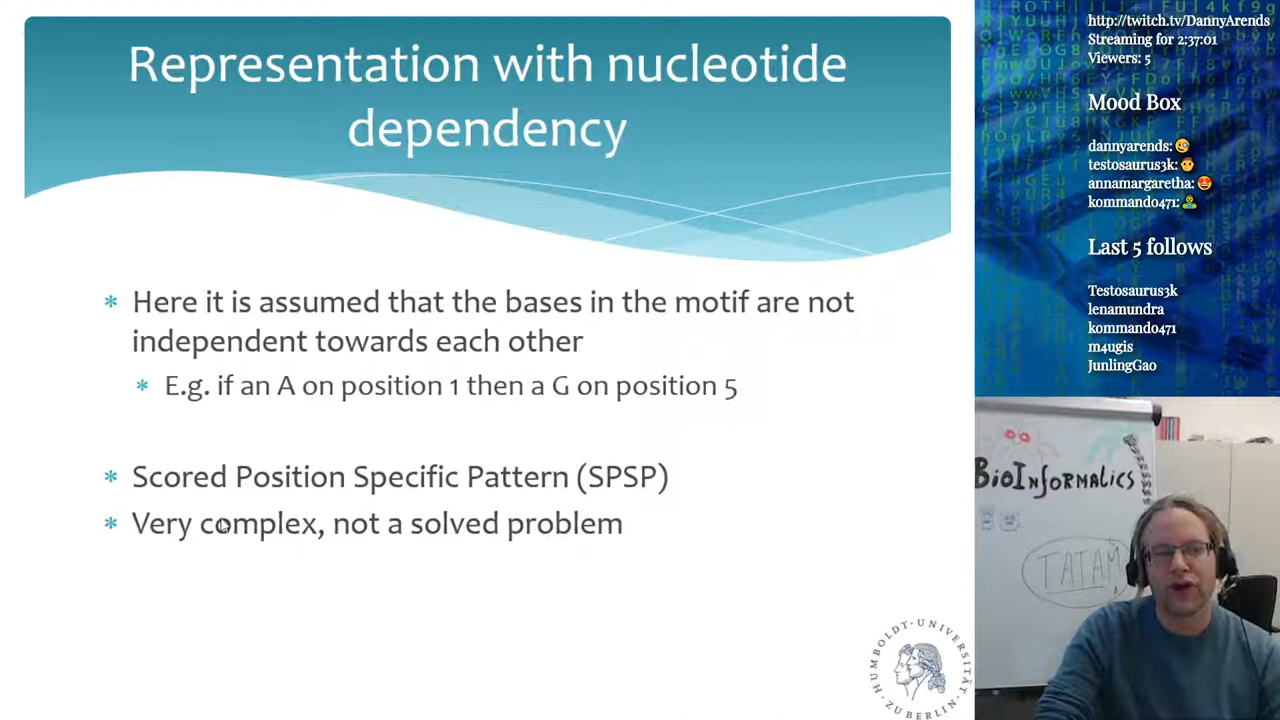 Representation with nucleotide
dependency
* Here it is assumed that the bases in the motif are not
independent towards each other
* E.g. if an A on position 1 then a G on position 5
* Scored Position Specific Pattern (SPSP)
* Very complex, not a solved problem
HUMBOLDT-UNIVERSITÄT
ZU BERLIN
http://twitch.tv/DannyArends
Streaming for 2:37:01
Viewers: 5
Mood Box
dannyarends:
testosaurus3k:
annamargaretha:
kommando471:
Last 5 follows
Testosaurus3k
lenamundra
kommando471
m4ugis
JunlingGao
BioInformatics
TATAM